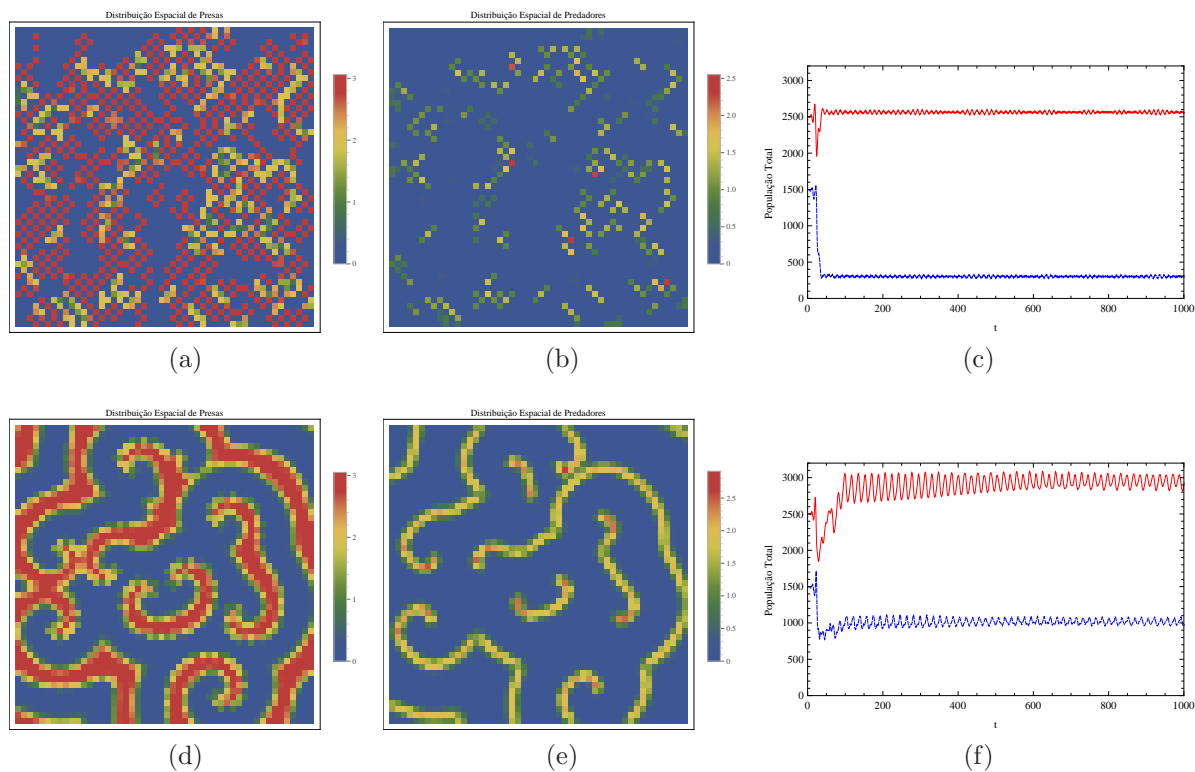 Distribuição Espacial de Presas
3
2
1
0
(a)
Distribuição Espacial de Predadores
2.5
2.0
1.5
1.0
0.5
0
(b)
População Total
3000
2500
2000
1500
1000
500
0
0 200 400 600 800 1000
t
(c)
Distribuição Espacial de Presas
3
2
1
0
(d)
Distribuição Espacial de Predadores
2.5
2.0
1.5
1.0
0.5
0
(e)
População Total
3000
2500
2000
1500
1000
500
0
0 200 400 600 800 1000
t
(f)